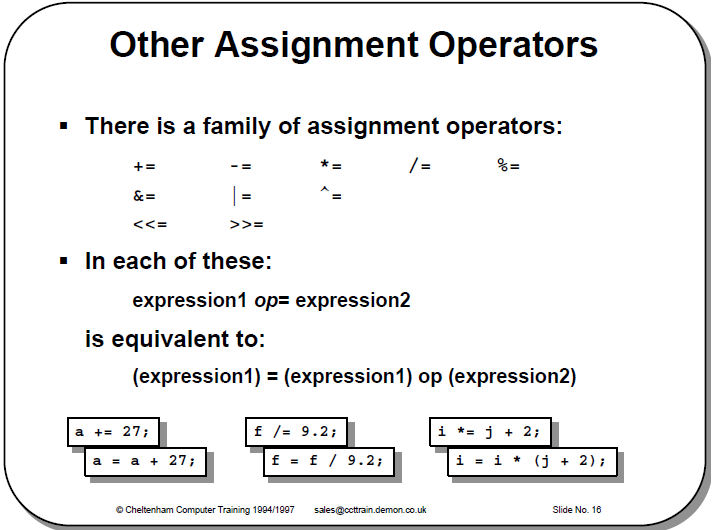 Other Assignment Operators
▪ There is a family of assignment operators:
+= -= *= /= %=
&= |= ^=
<<= >>=
▪ In each of these:
expression1 op= expression2
is equivalent to:
(expression1) = (expression1) op (expression2)
a += 27;
a = a + 27;
f /= 9.2;
f = f / 9.2;
i *= j + 2;
i = i * (j + 2);
© Cheltenham Computer Training 1994/1997 sales@ccttrain.demon.co.uk Slide No. 16